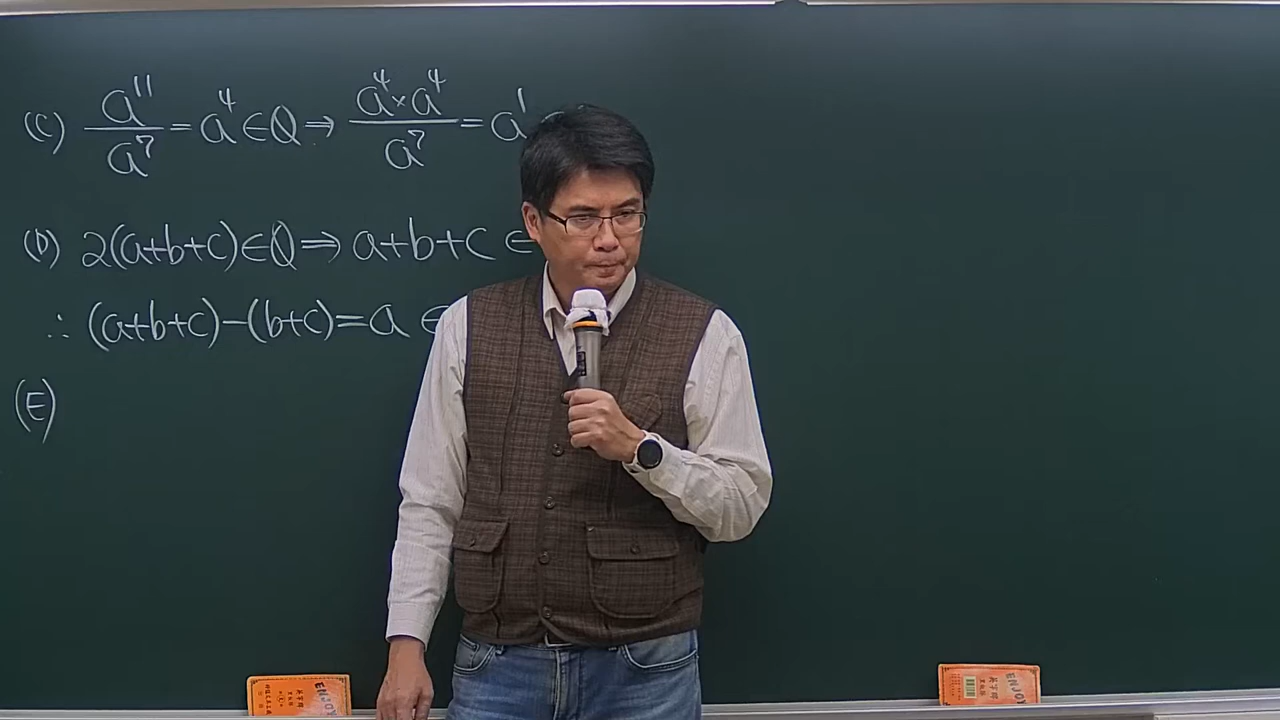 (C) a¹¹/a⁷ = a⁴ ∈ Q ⇒ a⁴ × a⁴/a⁷ = a¹
(D) 2(a+b+c) ∈ Q ⇒ a+b+c ∈
∴ (a+b+c)-(b+c) = a ∈
(E)
ENJOY
ENJOY